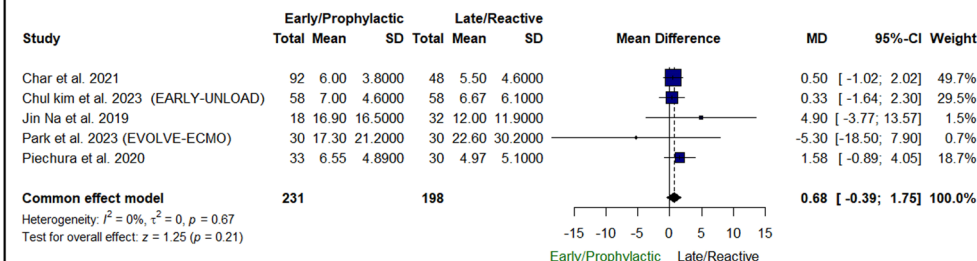 Early/Prophylactic Late/Reactive
Study Total Mean SD Total Mean SD Mean Difference MD 95%-CI Weight
Char et al. 2021 92 6.00 3.8000 48 5.50 4.6000 0.50 [ -1.02; 2.02] 49.7%
Chul kim et al. 2023 (EARLY-UNLOAD) 58 7.00 4.6000 58 6.67 6.1000 0.33 [ -1.64; 2.30] 29.5%
Jin Na et al. 2019 18 16.90 16.5000 32 12.00 11.9000 4.90 [ -3.77; 13.57] 1.5%
Park et al. 2023 (EVOLVE-ECMO) 30 17.30 21.2000 30 22.60 30.2000 -5.30 [-18.50; 7.90] 0.7%
Piechura et al. 2020 33 6.55 4.8900 30 4.97 5.1000 1.58 [ -0.89; 4.05] 18.7%
Common effect model 231 198 0.68 [ -0.39; 1.75] 100.0%
Heterogeneity: I² = 0%, τ² = 0, p = 0.67
Test for overall effect: z = 1.25 (p = 0.21)
-15 -10 -5 0 5 10 15
Early/Prophylactic Late/Reactive